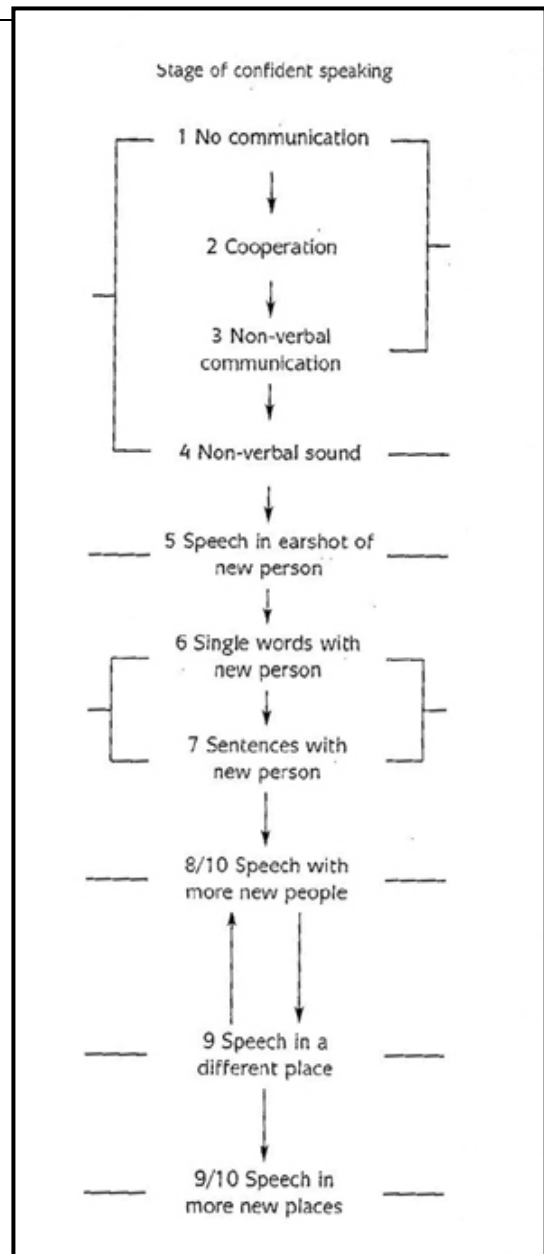 Stage of confident speaking
1 No communication
2 Cooperation
3 Non-verbal
communication
4 Non-verbal sound
5 Speech in earshot of
new person
6 Single words with
new person
7 Sentences with
new person
8/10 Speech with
more new people
9 Speech in a
different place
9/10 Speech in
more new places